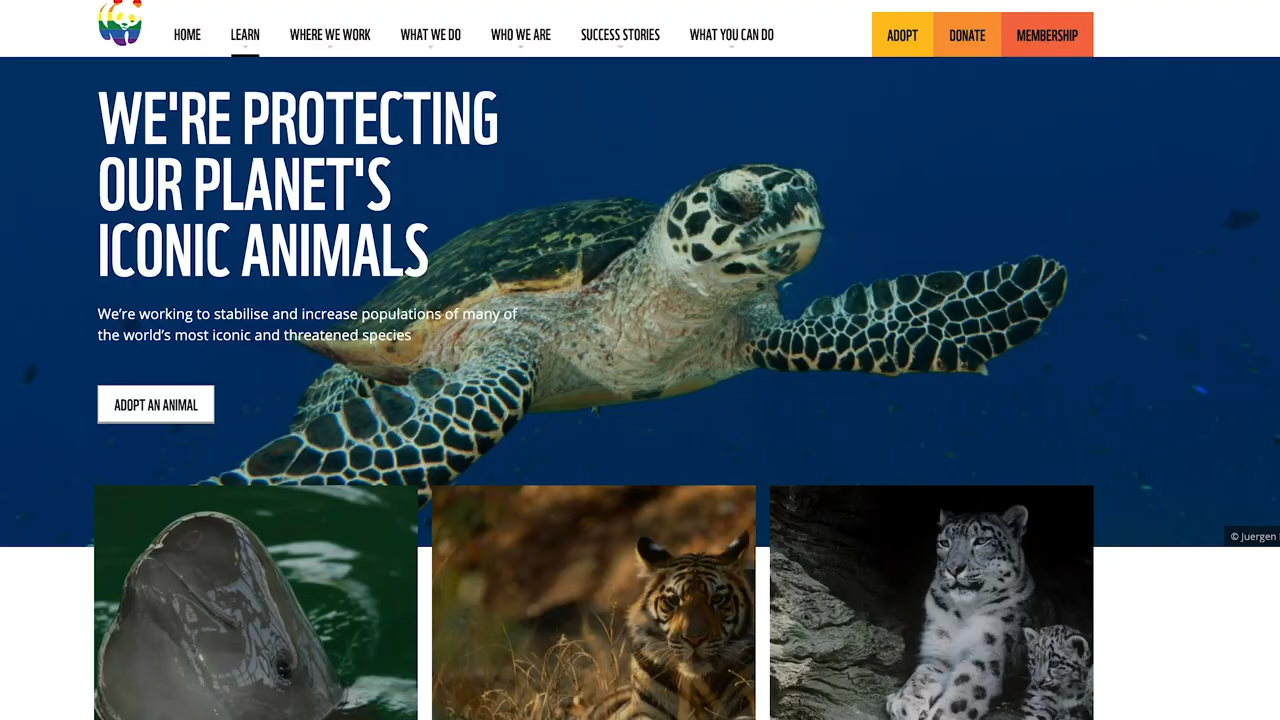 HOME LEARN WHERE WE WORK WHAT WE DO WHO WE ARE SUCCESS STORIES WHAT YOU CAN DO ADOPT DONATE MEMBERSHIP
WE'RE PROTECTING
OUR PLANET'S
ICONIC ANIMALS
We’re working to stabilise and increase populations of many of
the world’s most iconic and threatened species
ADOPT AN ANIMAL
© Juergen